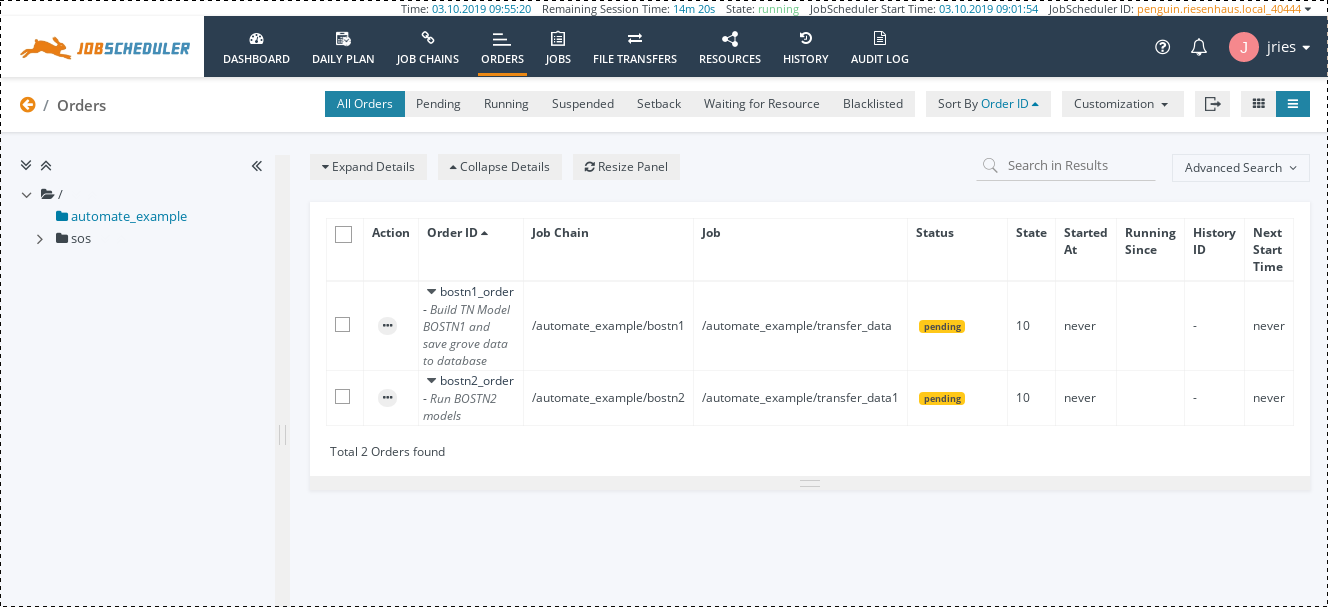 Time: 03.10.2019 09:55:20 Remaining Session Time: 14m 20s State: running JobScheduler Start Time: 03.10.2019 09:01:54 JobScheduler ID: penguin.riesenhaus.local_40444
JOBSCHEDULER
DASHBOARD DAILY PLAN JOB CHAINS ORDERS JOBS FILE TRANSFERS RESOURCES HISTORY AUDIT LOG
J jries
/ Orders
All Orders Pending Running Suspended Setback Waiting for Resource Blacklisted Sort By Order ID Customization
Expand Details Collapse Details Resize Panel Search in Results Advanced Search
/
automate_example
sos
Action Order ID Job Chain Job Status State Started Running History Next
At Since ID Start
Time
bostn1_order
- Build TN Model
BOSTN1 and
save grove data
to database
/automate_example/bostn1 /automate_example/transfer_data pending 10 never - never
bostn2_order
- Run BOSTN2
models
/automate_example/bostn2 /automate_example/transfer_data1 pending 10 never - never
Total 2 Orders found